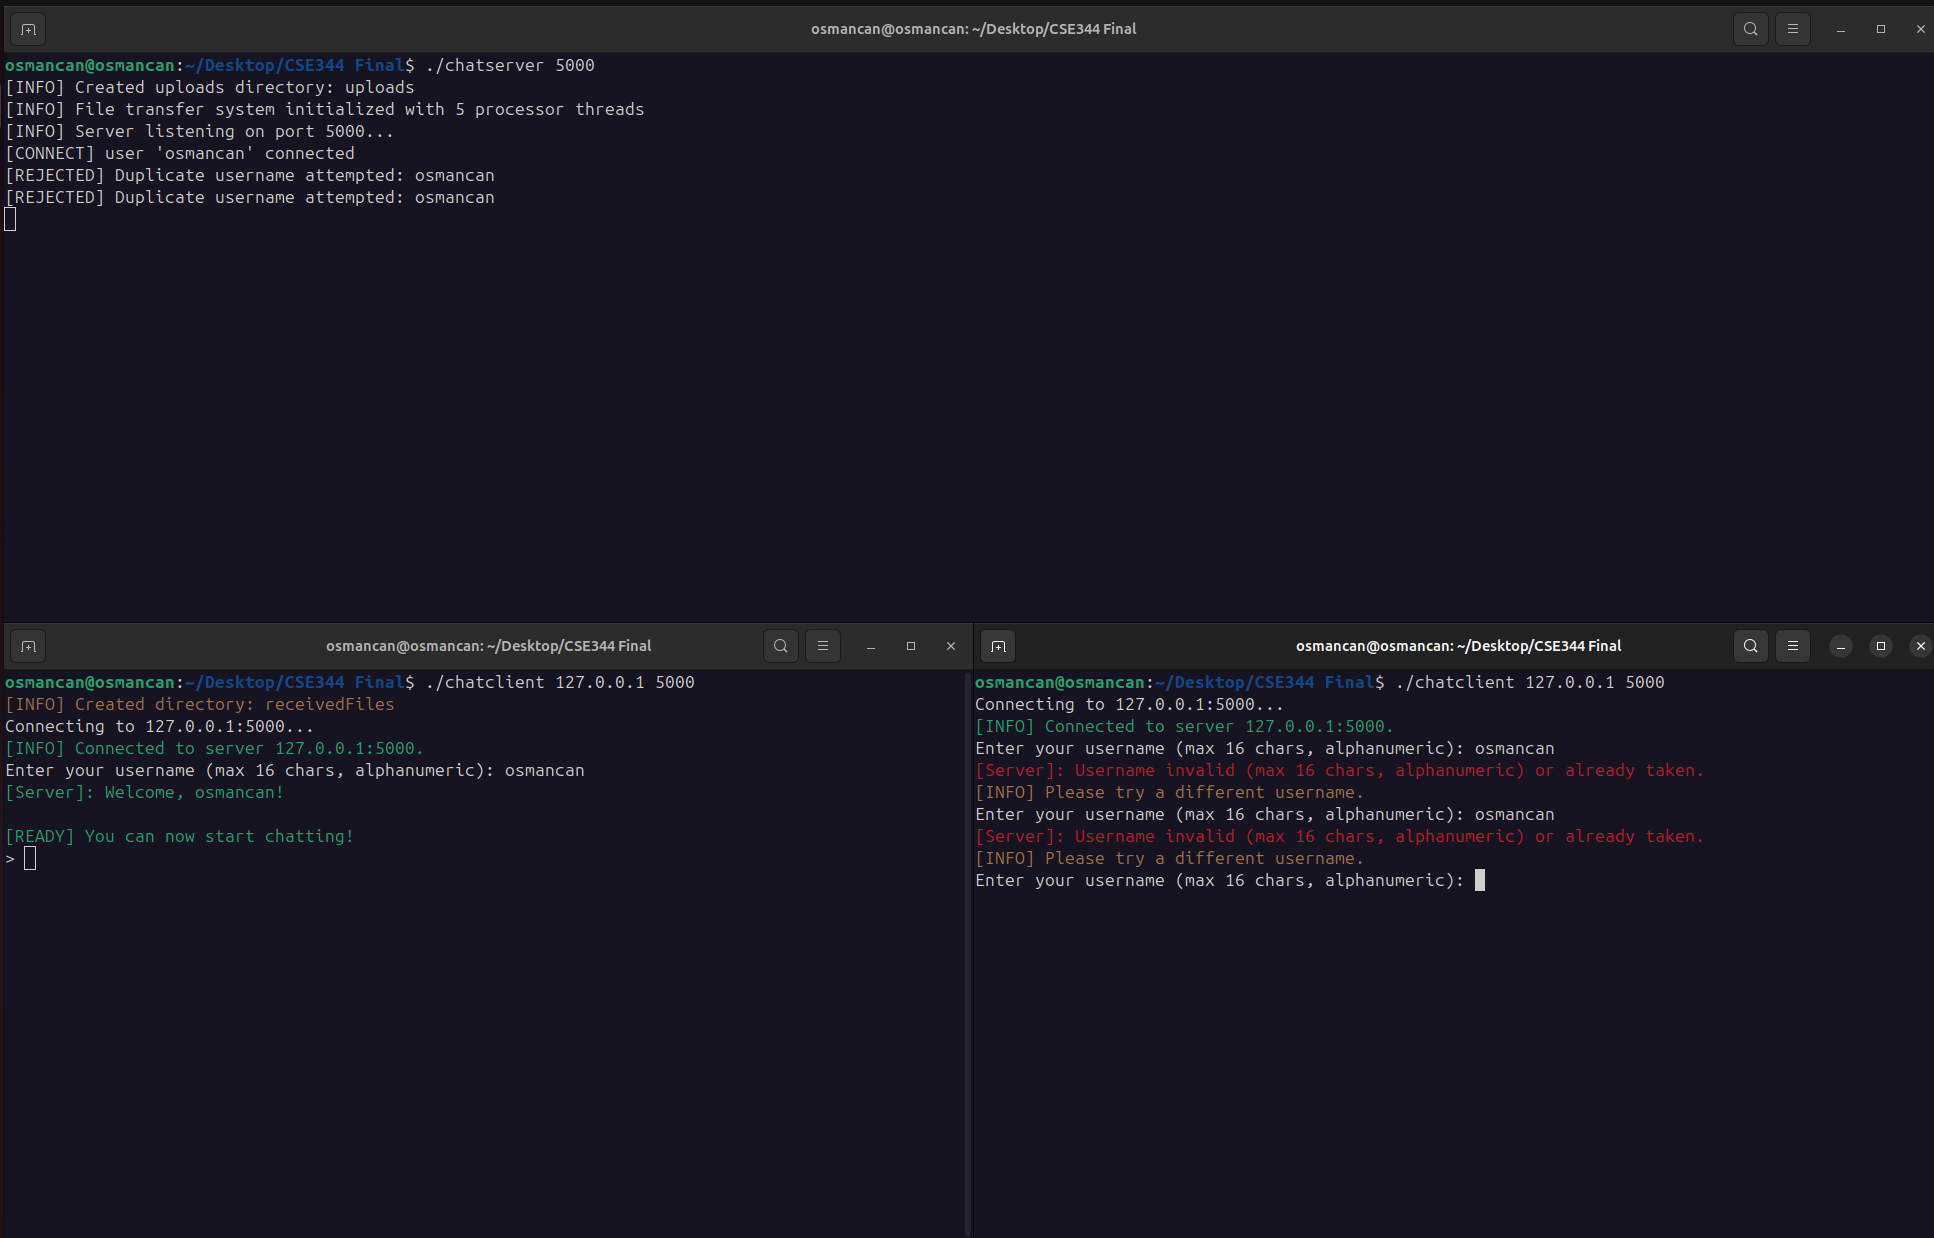 osmancan@osmancan: ~/Desktop/CSE344 Final
osmancan@osmancan:~/Desktop/CSE344 Final$ ./chatserver 5000
[INFO] Created uploads directory: uploads
[INFO] File transfer system initialized with 5 processor threads
[INFO] Server listening on port 5000...
[CONNECT] user 'osmancan' connected
[REJECTED] Duplicate username attempted: osmancan
[REJECTED] Duplicate username attempted: osmancan
osmancan@osmancan: ~/Desktop/CSE344 Final
osmancan@osmancan:~/Desktop/CSE344 Final$ ./chatclient 127.0.0.1 5000
[INFO] Created directory: receivedFiles
Connecting to 127.0.0.1:5000...
[INFO] Connected to server 127.0.0.1:5000.
Enter your username (max 16 chars, alphanumeric): osmancan
[Server]: Welcome, osmancan!
[READY] You can now start chatting!
>
osmancan@osmancan: ~/Desktop/CSE344 Final
osmancan@osmancan:~/Desktop/CSE344 Final$ ./chatclient 127.0.0.1 5000
Connecting to 127.0.0.1:5000...
[INFO] Connected to server 127.0.0.1:5000.
Enter your username (max 16 chars, alphanumeric): osmancan
[Server]: Username invalid (max 16 chars, alphanumeric) or already taken.
[INFO] Please try a different username.
Enter your username (max 16 chars, alphanumeric): osmancan
[Server]: Username invalid (max 16 chars, alphanumeric) or already taken.
[INFO] Please try a different username.
Enter your username (max 16 chars, alphanumeric):